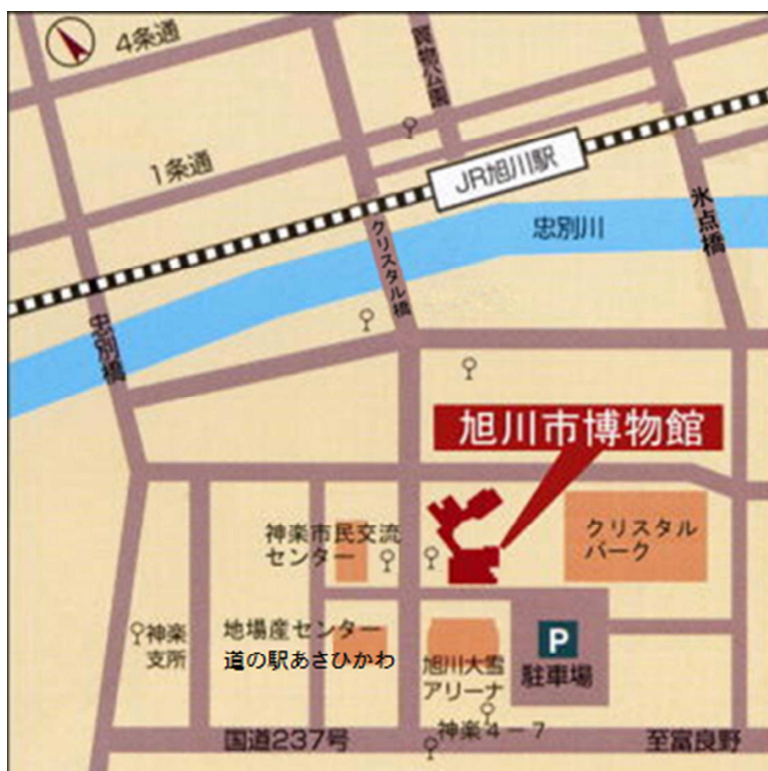 4条通
買物公園
1条通
JR旭川駅
忠別川
氷点橋
クリスタル橋
忠別橋
旭川市博物館
クリスタル
パーク
神楽市民交流
センター
神楽
支所
地場産センター
道の駅あさひかわ
旭川大雪
アリーナ
P
駐車場
神楽4-7
国道237号
至富良野